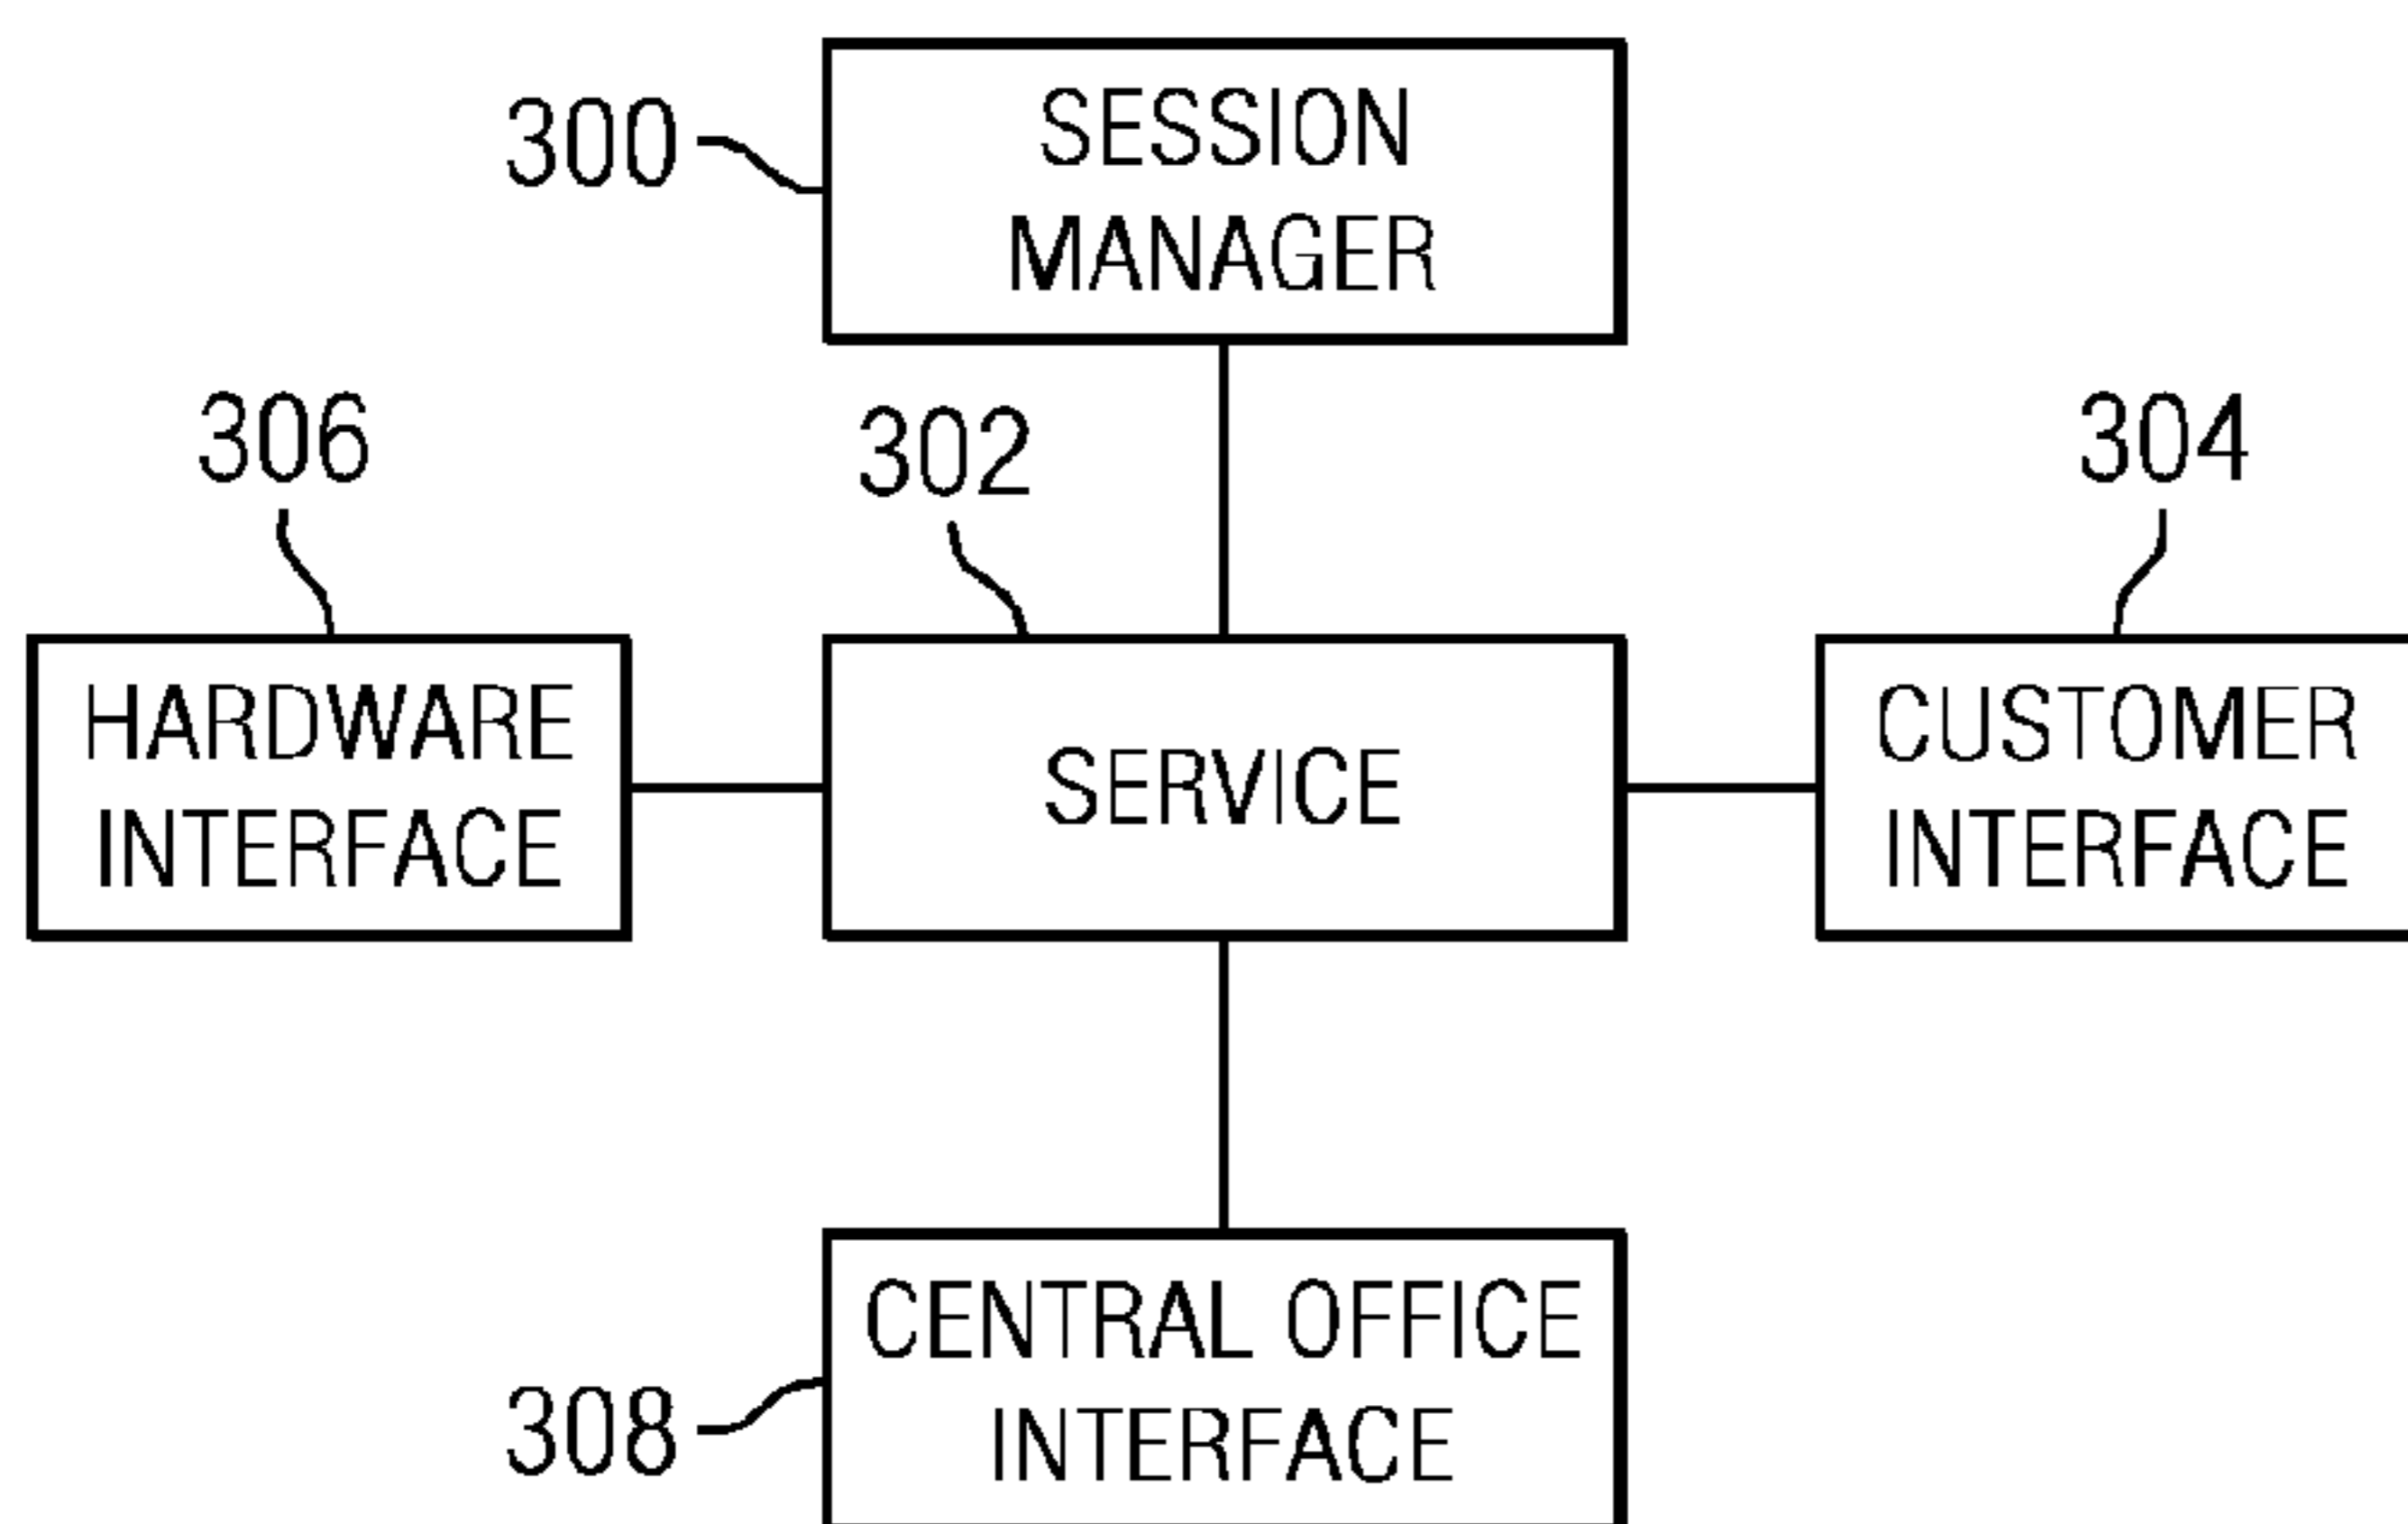 300
SESSION
MANAGER
306
302
304
HARDWARE
INTERFACE
SERVICE
CUSTOMER
INTERFACE
308
CENTRAL OFFICE
INTERFACE